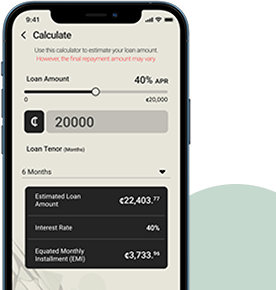 9:41
Calculate
Use this calculator to estimate your loan amount.
However, the final repayment amount may vary.
Loan Amount 40% APR
0 ¢20,000
¢ 20000
Loan Tenor (Months)
6 Months
Estimated Loan Amount ¢22,403.77
Interest Rate 40%
Equated Monthly Installment (EMI) ¢3,733.96